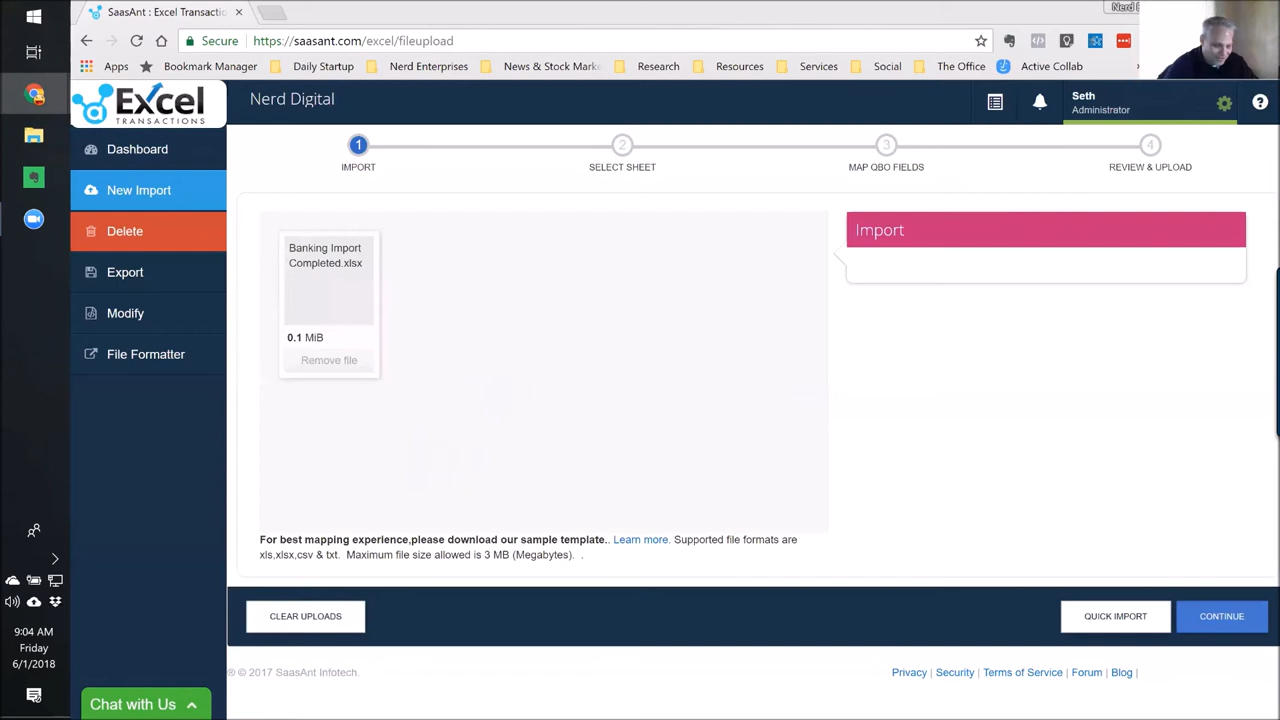 SaasAnt : Excel Transactio
Nerd
Secure
https://saasant.com/excel/fileupload
Apps
Bookmark Manager
Daily Startup
Nerd Enterprises
News & Stock Marke
Research
Resources
Services
Social
The Office
Active Collab
Excel
TRANSACTIONS
Nerd Digital
Seth
Administrator
Dashboard
New Import
Delete
Export
Modify
File Formatter
1
2
3
4
IMPORT
SELECT SHEET
MAP QBO FIELDS
REVIEW & UPLOAD
Banking Import
Completed.xlsx
0.1 MiB
Remove file
Import
For best mapping experience,please download our sample template.. Learn more. Supported file formats are
xls,xlsx,csv & txt. Maximum file size allowed is 3 MB (Megabytes). .
CLEAR UPLOADS
QUICK IMPORT
CONTINUE
® © 2017 SaasAnt Infotech.
Privacy | Security | Terms of Service | Forum | Blog |
Chat with Us
9:04 AM
Friday
6/1/2018